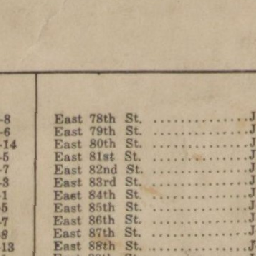 -8 East 78th St. J
-6 East 79th St. J
-14 East 80th St. J
-5 East 81st St. J
-7 East 82nd St. J
-3 East 83rd St. J
-1 East 84th St. J
-5 East 85th St. J
-7 East 86th St. J
-8 East 87th St. J
-13 East 88th St. J